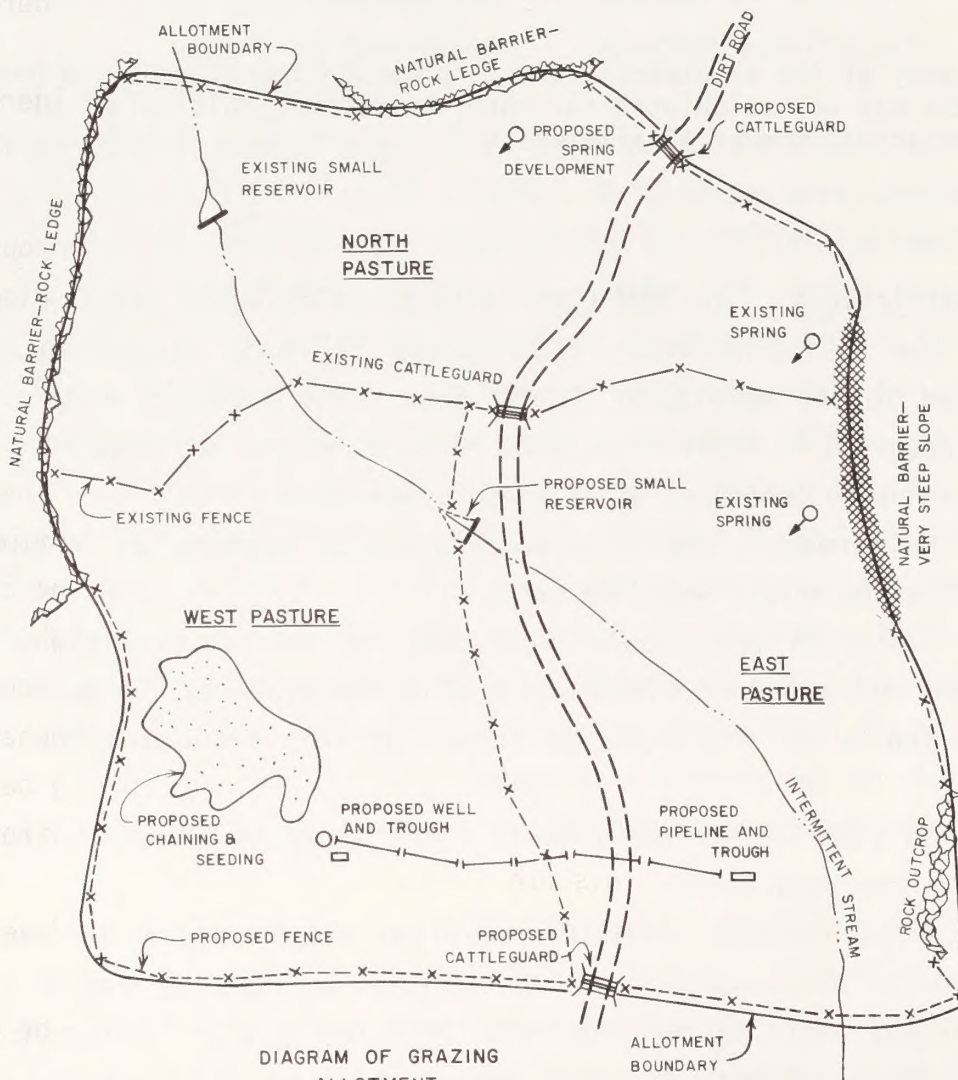 ALLOTMENT
BOUNDARY
NATURAL BARRIER-
ROCK LEDGE
DIRT ROAD
PROPOSED
CATTLEGUARD
PROPOSED
SPRING
DEVELOPMENT
EXISTING SMALL
RESERVOIR
NORTH
PASTURE
NATURAL BARRIER-ROCK LEDGE
EXISTING
SPRING
EXISTING CATTLEGUARD
NATURAL BARRIER-
VERY STEEP SLOPE
PROPOSED SMALL
RESERVOIR
EXISTING
SPRING
EXISTING FENCE
WEST PASTURE
EAST
PASTURE
PROPOSED
CHAINING &
SEEDING
PROPOSED WELL
AND TROUGH
PROPOSED
PIPELINE AND
TROUGH
INTERMITTENT STREAM
ROCK OUTCROP
PROPOSED FENCE
PROPOSED
CATTLEGUARD
ALLOTMENT
BOUNDARY
DIAGRAM OF GRAZING
ALLOTMENT